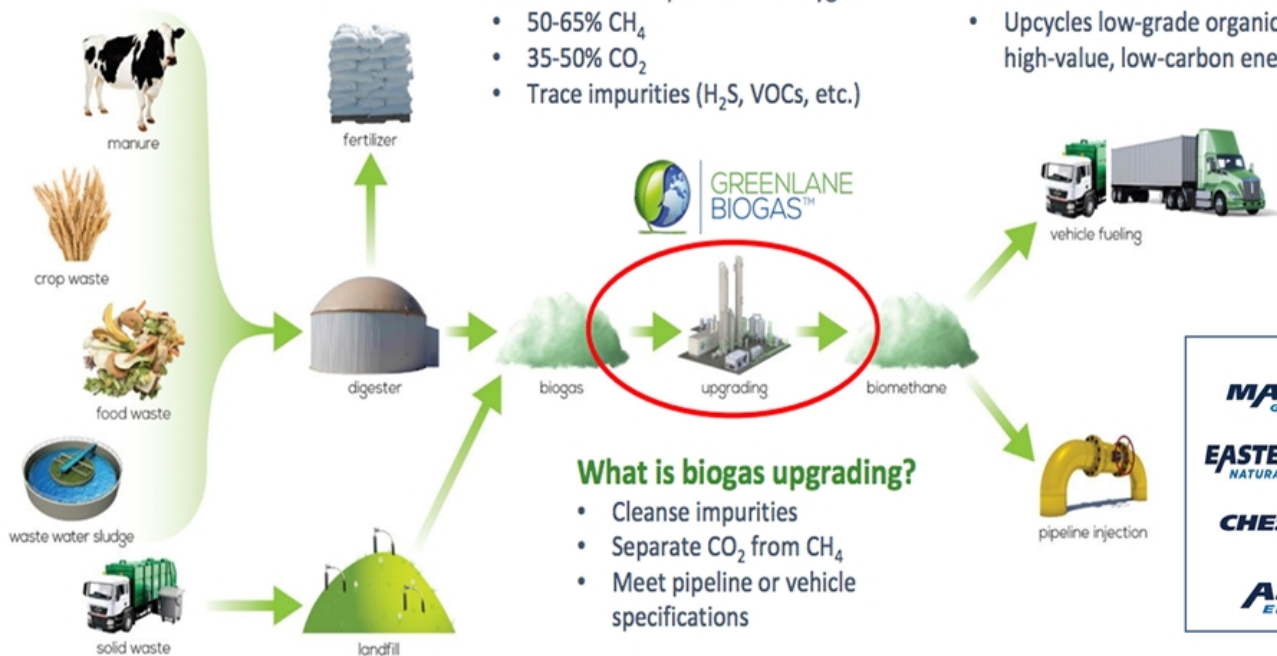 • 50-65% CH₄
• 35-50% CO₂
• Trace impurities (H₂S, VOCs, etc.)
• Upcycles low-grade organic
high-value, low-carbon
manure
fertilizer
GREENLANE
BIOGAS™
vehicle fueling
crop waste
food waste
digester
biogas
upgrading
biomethane
What is biogas upgrading?
• Cleanse impurities
• Separate CO₂ from CH₄
• Meet pipeline or vehicle
specifications
waste water sludge
pipeline injection
solid waste
landfill
NATURAL